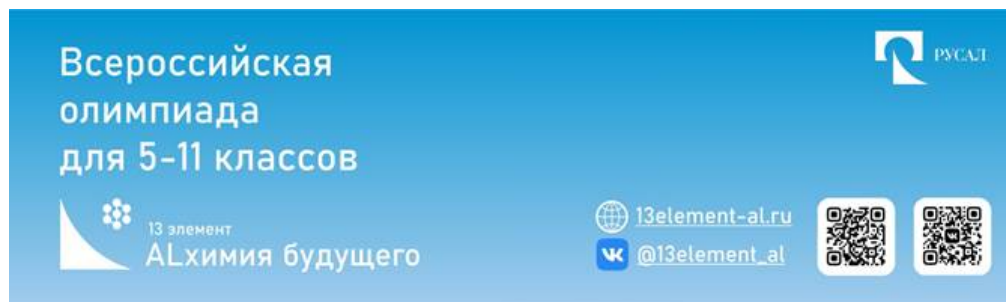 Всероссийская
олимпиада
для 5-11 классов
РУСАЛ
13 элемент
ALхимия будущего
13element-al.ru
@13element_al